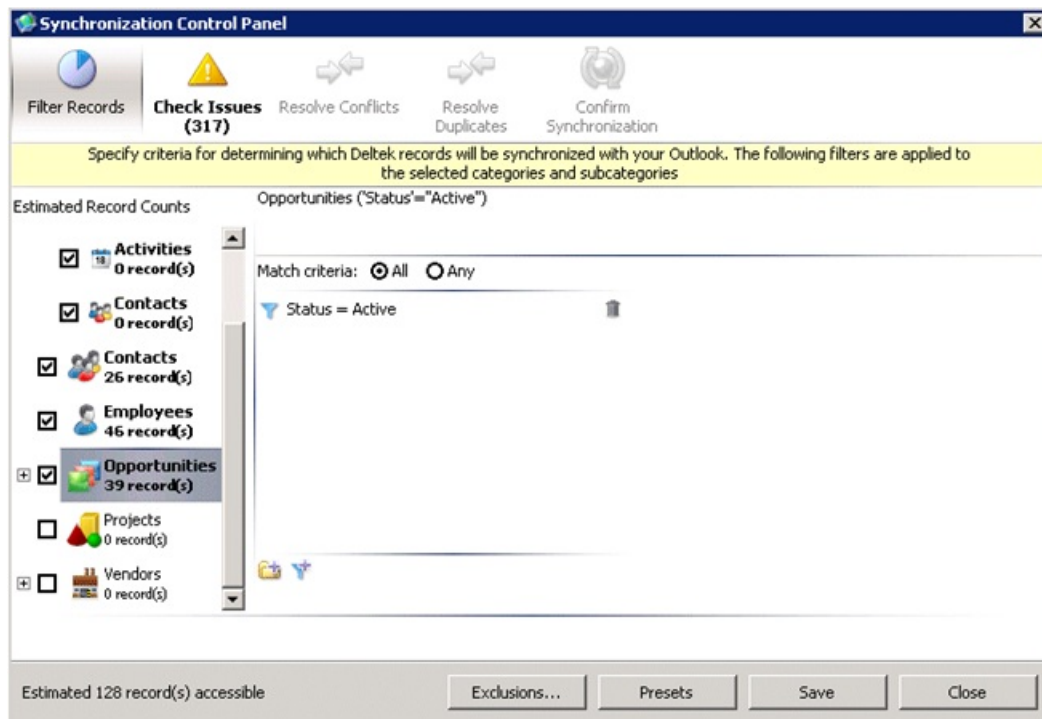 Synchronization Control Panel
Filter Records
Check Issues
(317)
Resolve Conflicts
Resolve
Duplicates
Confirm
Synchronization
Specify criteria for determining which Deltek records will be synchronized with your Outlook. The following filters are applied to
the selected categories and subcategories
Estimated Record Counts
Opportunities ('Status'="Active")
Activities
0 record(s)
Contacts
0 record(s)
Contacts
26 record(s)
Employees
46 record(s)
Opportunities
39 record(s)
Projects
0 record(s)
Vendors
0 record(s)
Match criteria: All Any
Status = Active
Estimated 128 record(s) accessible
Exclusions...
Presets
Save
Close